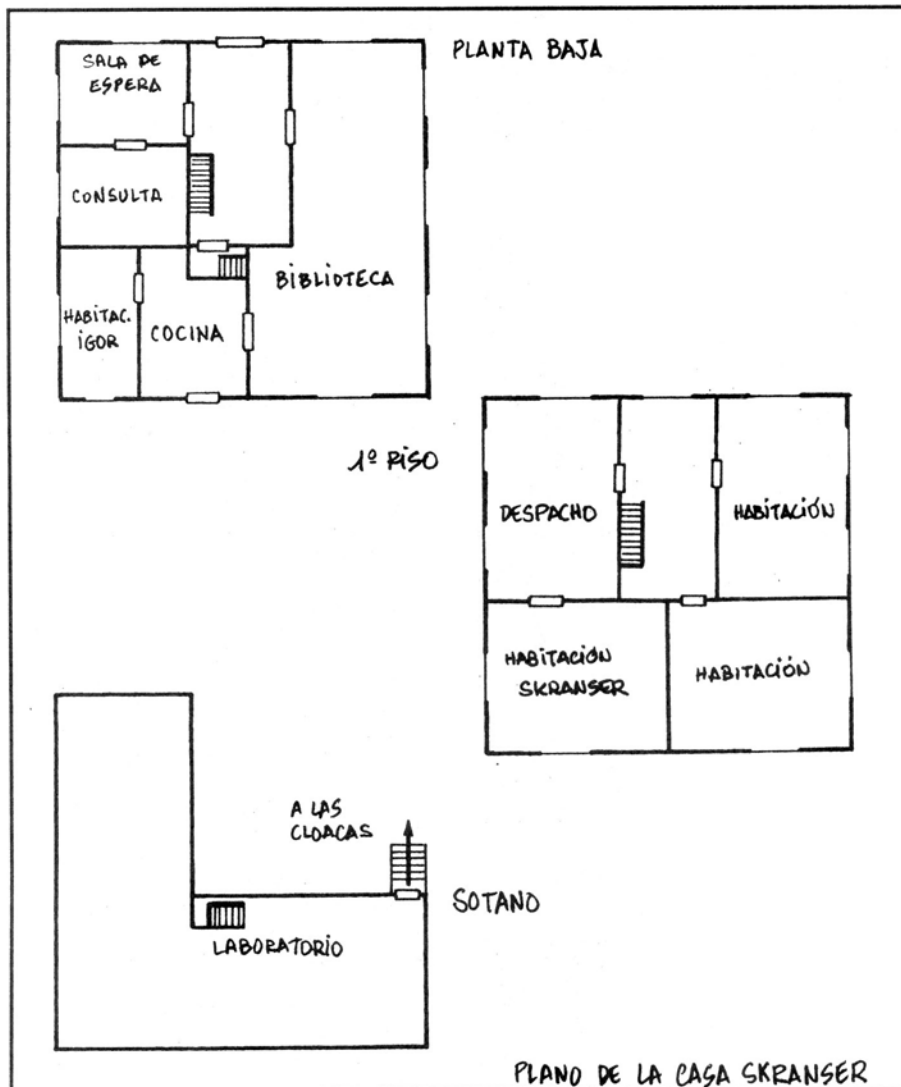 PLANTA BAJA
SALA DE
ESPERA
CONSULTA
HABITAC.
IGOR
COCINA
BIBLIOTECA
1º PISO
DESPACHO
HABITACIÓN
HABITACIÓN
SKRANSER
HABITACIÓN
A LAS
CLOACAS
SOTANO
LABORATORIO
PLANO DE LA CASA SKRANSER